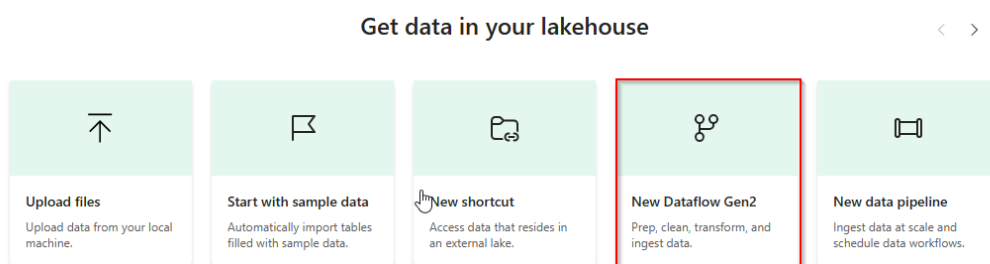 Get data in your lakehouse
Upload files
Upload data from your local
machine.
Start with sample data
Automatically import tables
filled with sample data.
New shortcut
Access data that resides in
an external lake.
New Dataflow Gen2
Prep, clean, transform, and
ingest data.
New data pipeline
Ingest data at scale and
schedule data workflows.